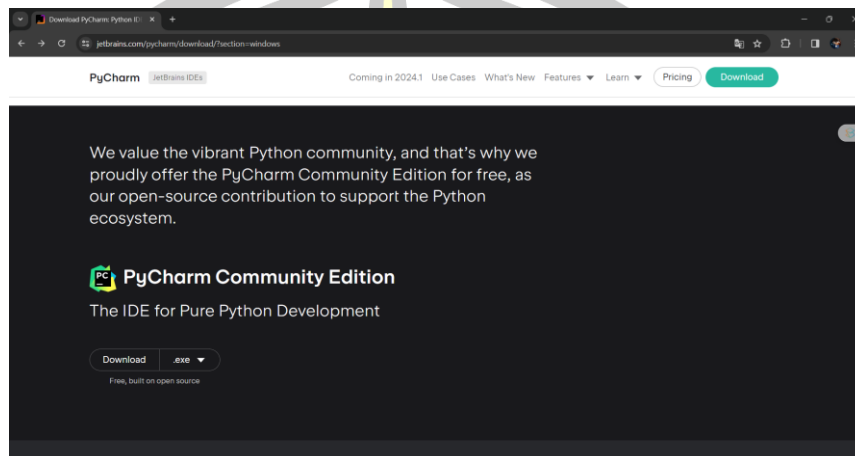 Download PyCharm: Python ID
jetbrains.com/pycharm/download/?section=windows
PyCharm JetBrains IDEs Coming in 2024.1 Use Cases What's New Features Learn Pricing Download
We value the vibrant Python community, and that's why we
proudly offer the PyCharm Community Edition for free, as
our open-source contribution to support the Python
ecosystem.
PC PyCharm Community Edition
The IDE for Pure Python Development
Download .exe
Free, built on open source